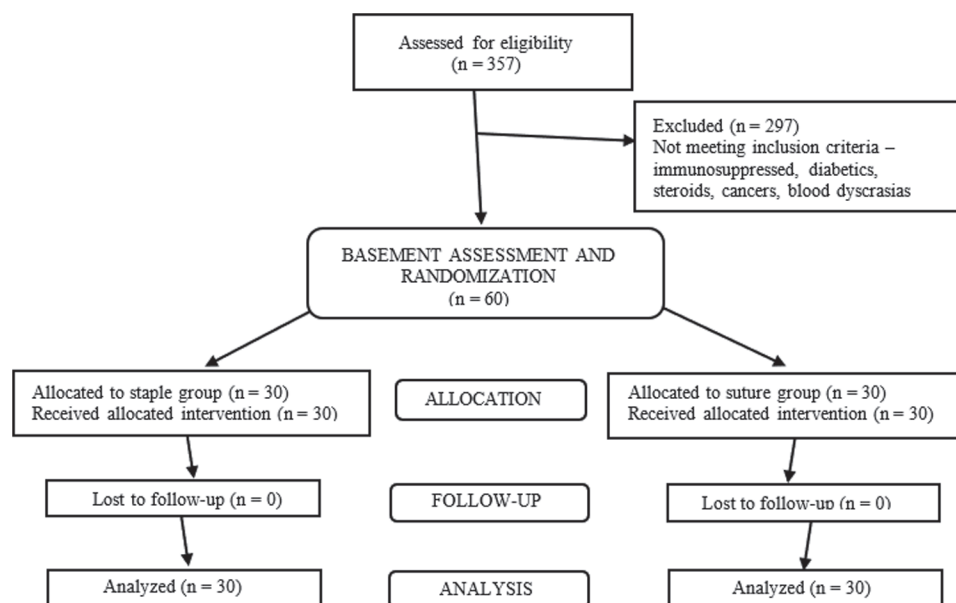 Assessed for eligibility
(n = 357)
Excluded (n = 297)
Not meeting inclusion criteria –
immunosuppressed, diabetics,
steroids, cancers, blood dyscrasias
BASEMENT ASSESSMENT AND
RANDOMIZATION
(n = 60)
Allocated to staple group (n = 30)
Received allocated intervention (n = 30)
ALLOCATION
Allocated to suture group (n = 30)
Received allocated intervention (n = 30)
Lost to follow-up (n = 0)
FOLLOW-UP
Lost to follow-up (n = 0)
Analyzed (n = 30)
ANALYSIS
Analyzed (n = 30)